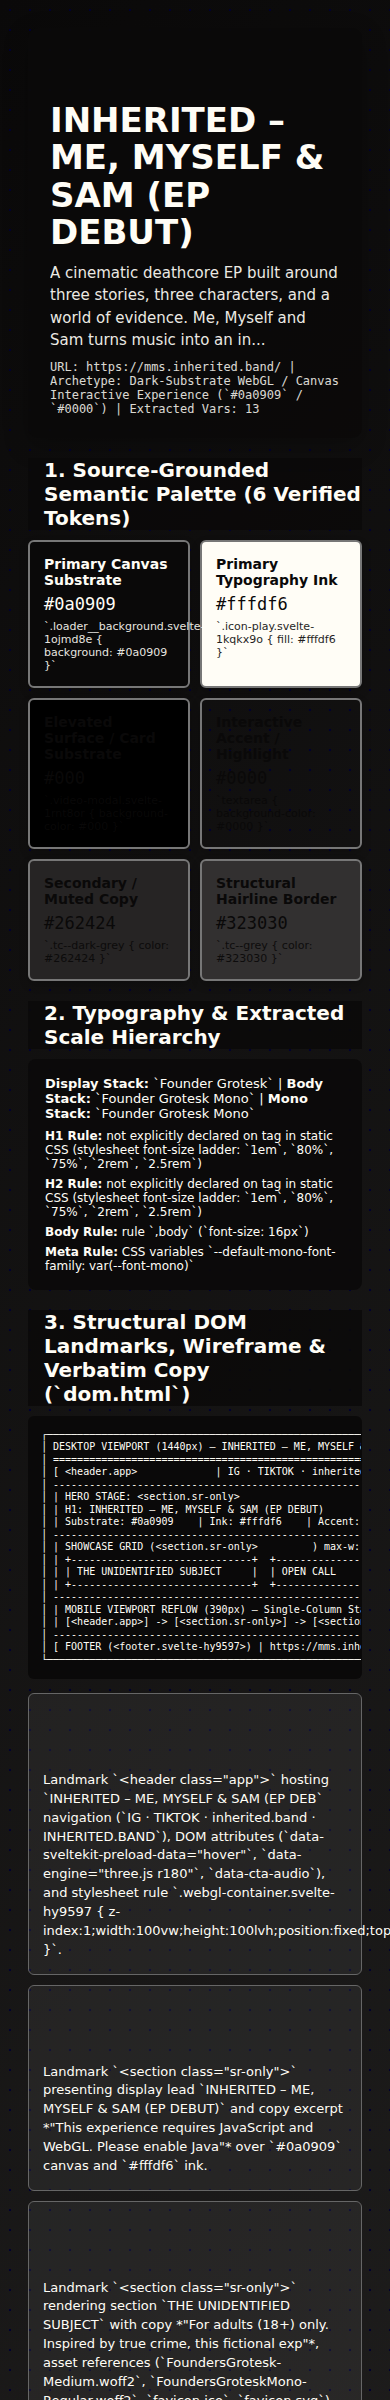 INHERITED –
ME, MYSELF &
SAM (EP
DEBUT)
A cinematic deathcore EP built around
three stories, three characters, and a
world of evidence. Me, Myself and
Sam turns music into an in...
URL: https://mms.inherited.band/ |
Archetype: Dark-Substrate WebGL / Canvas
Interactive Experience (`#0a0909` /
`#0000`) | Extracted Vars: 13
1. Source-Grounded
Semantic Palette (6 Verified
Tokens)
Primary Canvas
Substrate
#0a0909
`.loader__background.svelte-
1ojmd8e {
background: #0a0909
}`
Primary
Typography Ink
#fffdf6
`.icon-play.svelte-
1kqkx9o { fill: #fffdf6
}`
Elevated
Surface / Card
Substrate
#000
Interactive
Accent /
Highlight
#0000
Secondary /
Muted Copy
#262424
`.tc--dark-grey { color:
#262424 }`
Structural
Hairline Border
#323030
`.tc--grey { color:
#323030 }`
2. Typography & Extracted
Scale Hierarchy
Display Stack: `Founder Grotesk` | Body
Stack: `Founder Grotesk Mono` | Mono
Stack: `Founder Grotesk Mono`
H1 Rule: not explicitly declared on tag in static
CSS (stylesheet font-size ladder: `1em`, `80%`,
`75%`, `2rem`, `2.5rem`)
H2 Rule: not explicitly declared on tag in static
CSS (stylesheet font-size ladder: `1em`, `80%`,
`75%`, `2rem`, `2.5rem`)
Body Rule: rule `,body` (`font-size: 16px`)
Meta Rule: CSS variables `--default-mono-font-
family: var(--font-mono)`
3. Structural DOM
Landmarks, Wireframe &
Verbatim Copy
(`dom.html`)
DESKTOP VIEWPORT (1440px) — INHERITED – ME, MYSELF
[ <header.app> | IG · TIKTOK · inherite
| HERO STAGE: <section.sr-only>
| H1: INHERITED – ME, MYSELF & SAM (EP DEBUT)
| Substrate: #0a0909 | Ink: #fffdf6 | Accent:
| SHOWCASE GRID (<section.sr-only> ) max-w:
| +------------------------------+ +--------------
| | THE UNIDENTIFIED SUBJECT | | OPEN CALL
| +------------------------------+ +--------------
| MOBILE VIEWPORT REFLOW (390px) — Single-Column St
| [<header.app>] -> [<section.sr-only>] -> [<section
[ FOOTER (<footer.svelte-hy9597>) | https://mms.inh
Landmark `<header class="app">` hosting
`INHERITED – ME, MYSELF & SAM (EP DEB`
navigation (`IG · TIKTOK · inherited.band ·
INHERITED.BAND`), DOM attributes (`data-
sveltekit-preload-data="hover"`, `data-
engine="three.js r180"`, `data-cta-audio`),
and stylesheet rule `.webgl-container.svelte-
hy9597 { z-
index:1;width:100vw;height:100lvh;position:fixed;top
}`.
Landmark `<section class="sr-only">`
presenting display lead `INHERITED – ME,
MYSELF & SAM (EP DEBUT)` and copy excerpt
*"This experience requires JavaScript and
WebGL. Please enable Java"* over `#0a0909`
canvas and `#fffdf6` ink.
Landmark `<section class="sr-only">`
rendering section `THE UNIDENTIFIED
SUBJECT` with copy *"For adults (18+) only.
Inspired by true crime, this fictional exp"*,
asset references (`FoundersGrotesk-
Medium.woff2`, `FoundersGroteskMono-
Regular.woff2`, `favicon.ico`, `favicon.svg`)